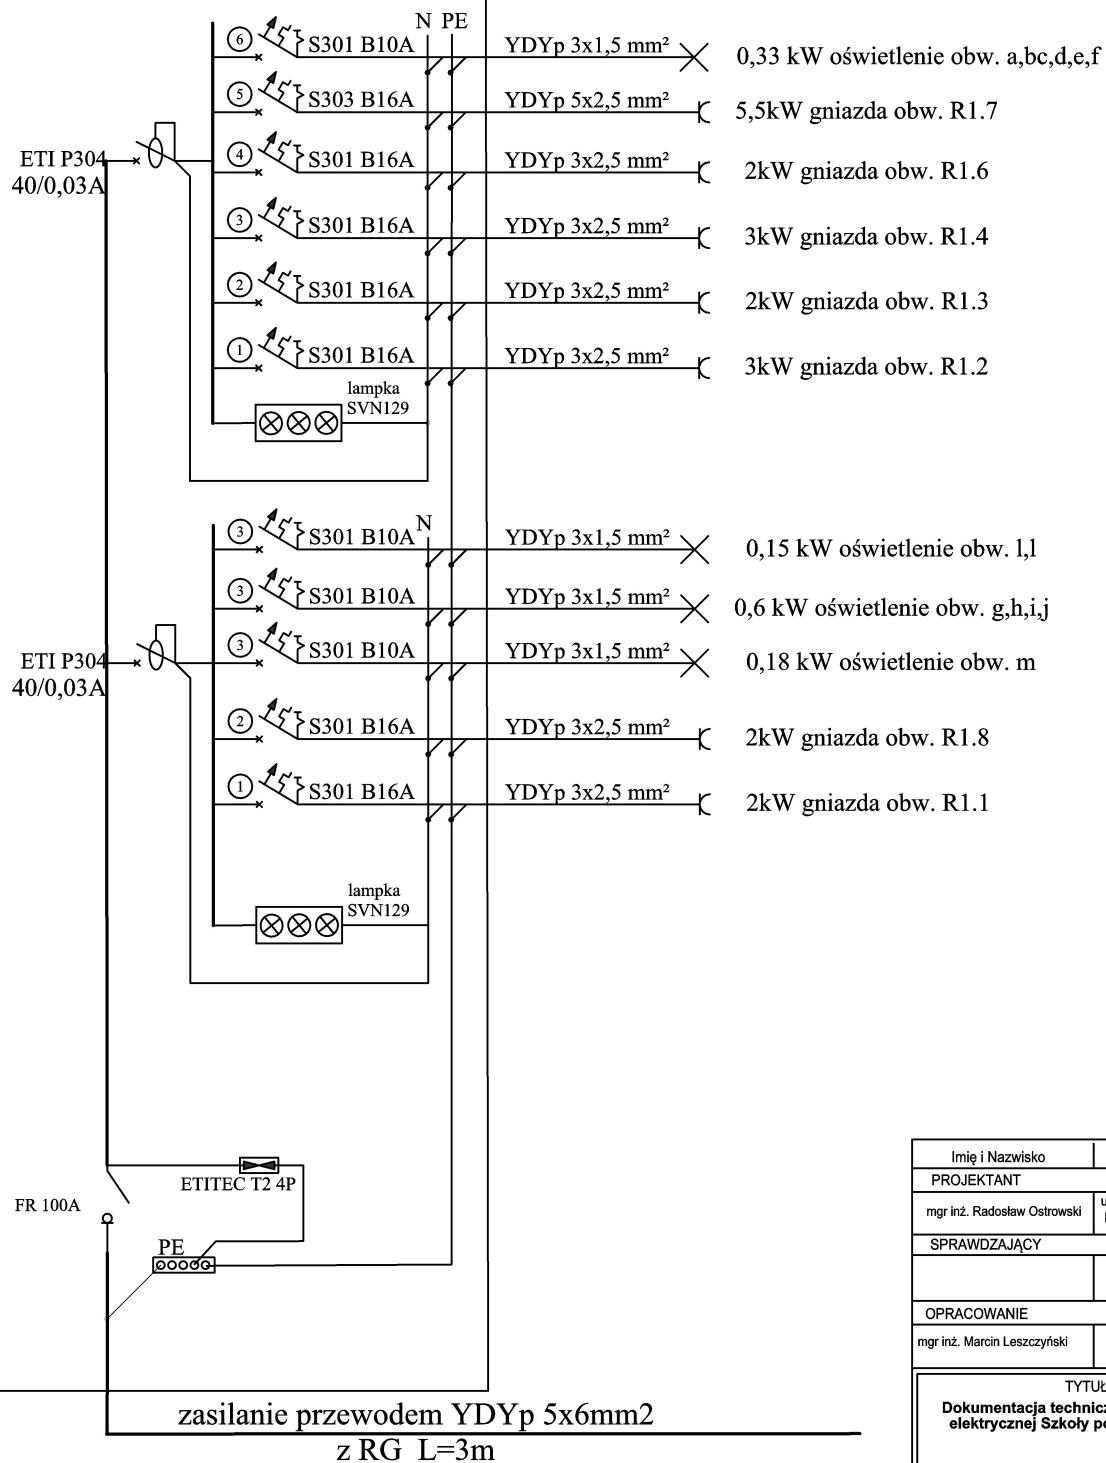 N PE
6 S301 B10A YDYp 3x1,5 mm² 0,33 kW oświetlenie obw. a,bc,d,e,f
5 S303 B16A YDYp 5x2,5 mm² 5,5kW gniazda obw. R1.7
ETI P304
40/0,03A
4 S301 B16A YDYp 3x2,5 mm² 2kW gniazda obw. R1.6
3 S301 B16A YDYp 3x2,5 mm² 3kW gniazda obw. R1.4
2 S301 B16A YDYp 3x2,5 mm² 2kW gniazda obw. R1.3
1 S301 B16A YDYp 3x2,5 mm² 3kW gniazda obw. R1.2
lampka
SVN129
N
3 S301 B10A YDYp 3x1,5 mm² 0,15 kW oświetlenie obw. l,l
3 S301 B10A YDYp 3x1,5 mm² 0,6 kW oświetlenie obw. g,h,i,j
ETI P304
40/0,03A
3 S301 B10A YDYp 3x1,5 mm² 0,18 kW oświetlenie obw. m
2 S301 B16A YDYp 3x2,5 mm² 2kW gniazda obw. R1.8
1 S301 B16A YDYp 3x2,5 mm² 2kW gniazda obw. R1.1
lampka
SVN129
ETITEC T2 4P
FR 100A
PE
zasilanie przewodem YDYp 5x6mm2
z RG L=3m
Imię i Nazwisko
PROJEKTANT
mgr inż. Radosław Ostrowski
SPRAWDZAJĄCY
OPRACOWANIE
mgr inż. Marcin Leszczyński
TYTUŁ
Dokumentacja technicz
elektrycznej Szkoły po